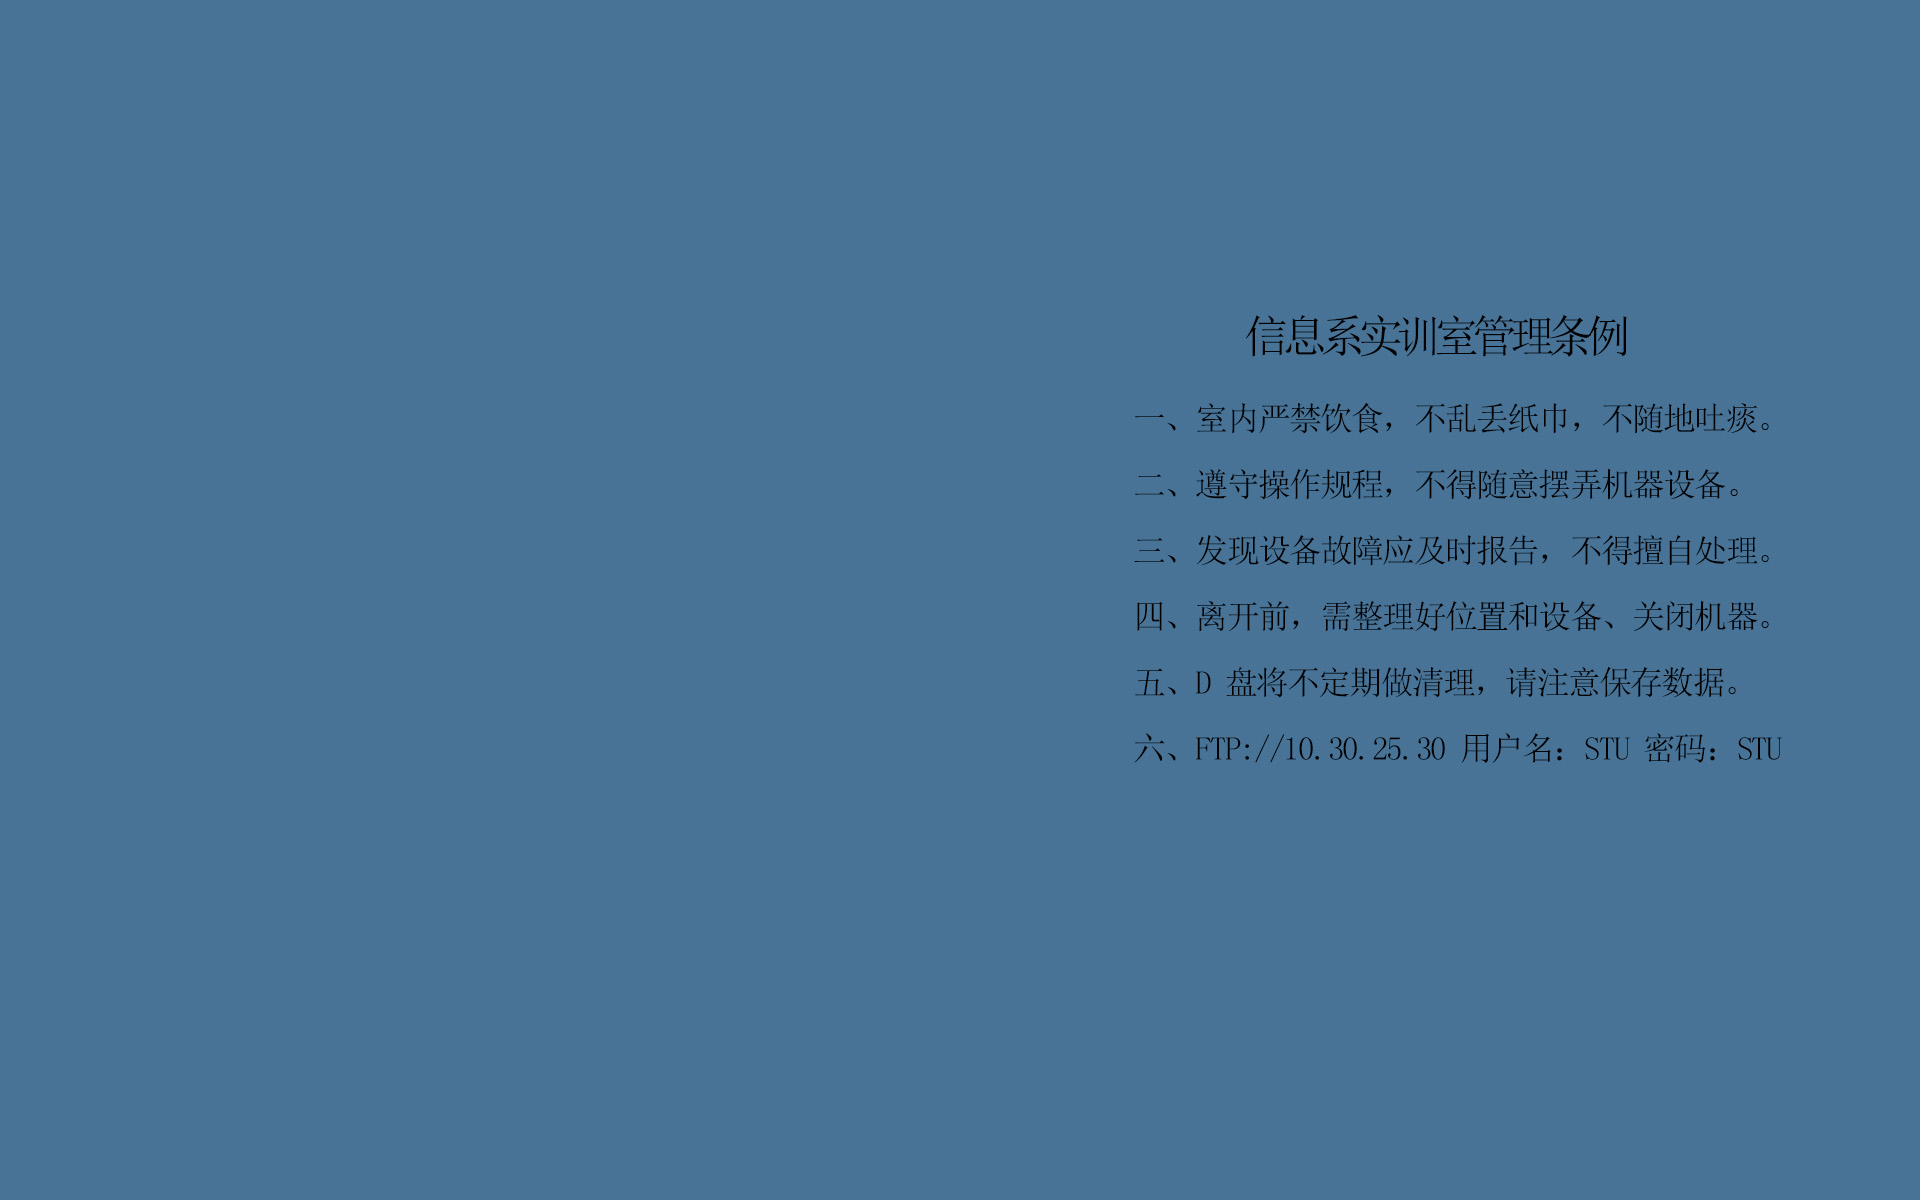 信息系实训室管理条例
一、室内严禁饮食，不乱丢纸巾，不随地吐痰。
二、遵守操作规程，不得随意摆弄机器设备。
三、发现设备故障应及时报告，不得擅自处理。
四、离开前，需整理好位置和设备、关闭机器。
五、D 盘将不定期做清理，请注意保存数据。
六、FTP://10.30.25.30 用户名：STU 密码：STU